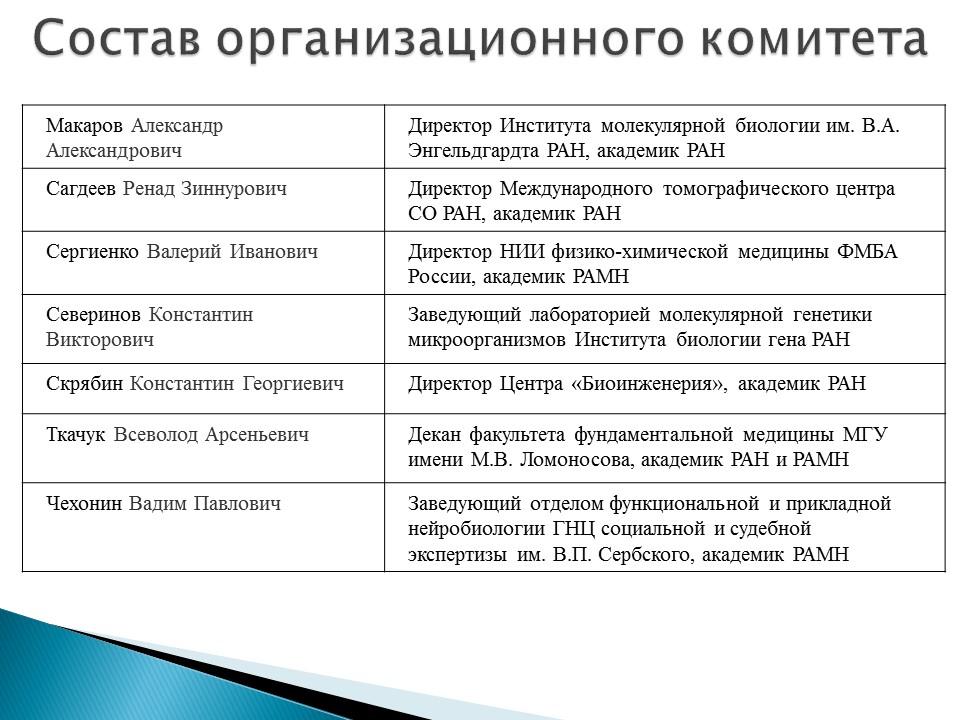 Состав организационного комитета
Макаров Александр
Александрович
Директор Института молекулярной биологии им. В.А.
Энгельдгардта РАН, академик РАН
Сагдеев Ренад Зиннурович
Директор Международного томографического центра
СО РАН, академик РАН
Сергиенко Валерий Иванович
Директор НИИ физико-химической медицины ФМБА
России, академик РАМН
Северинов Константин
Викторович
Заведующий лабораторией молекулярной генетики
микроорганизмов Института биологии гена РАН
Скрябин Константин Георгиевич
Директор Центра «Биоинженерия», академик РАН
Ткачук Всеволод Арсеньевич
Декан факультета фундаментальной медицины МГУ
имени М.В. Ломоносова, академик РАН и РАМН
Чехонин Вадим Павлович
Заведующий отделом функциональной и прикладной
нейробиологии ГНЦ социальной и судебной
экспертизы им. В.П. Сербского, академик РАМН